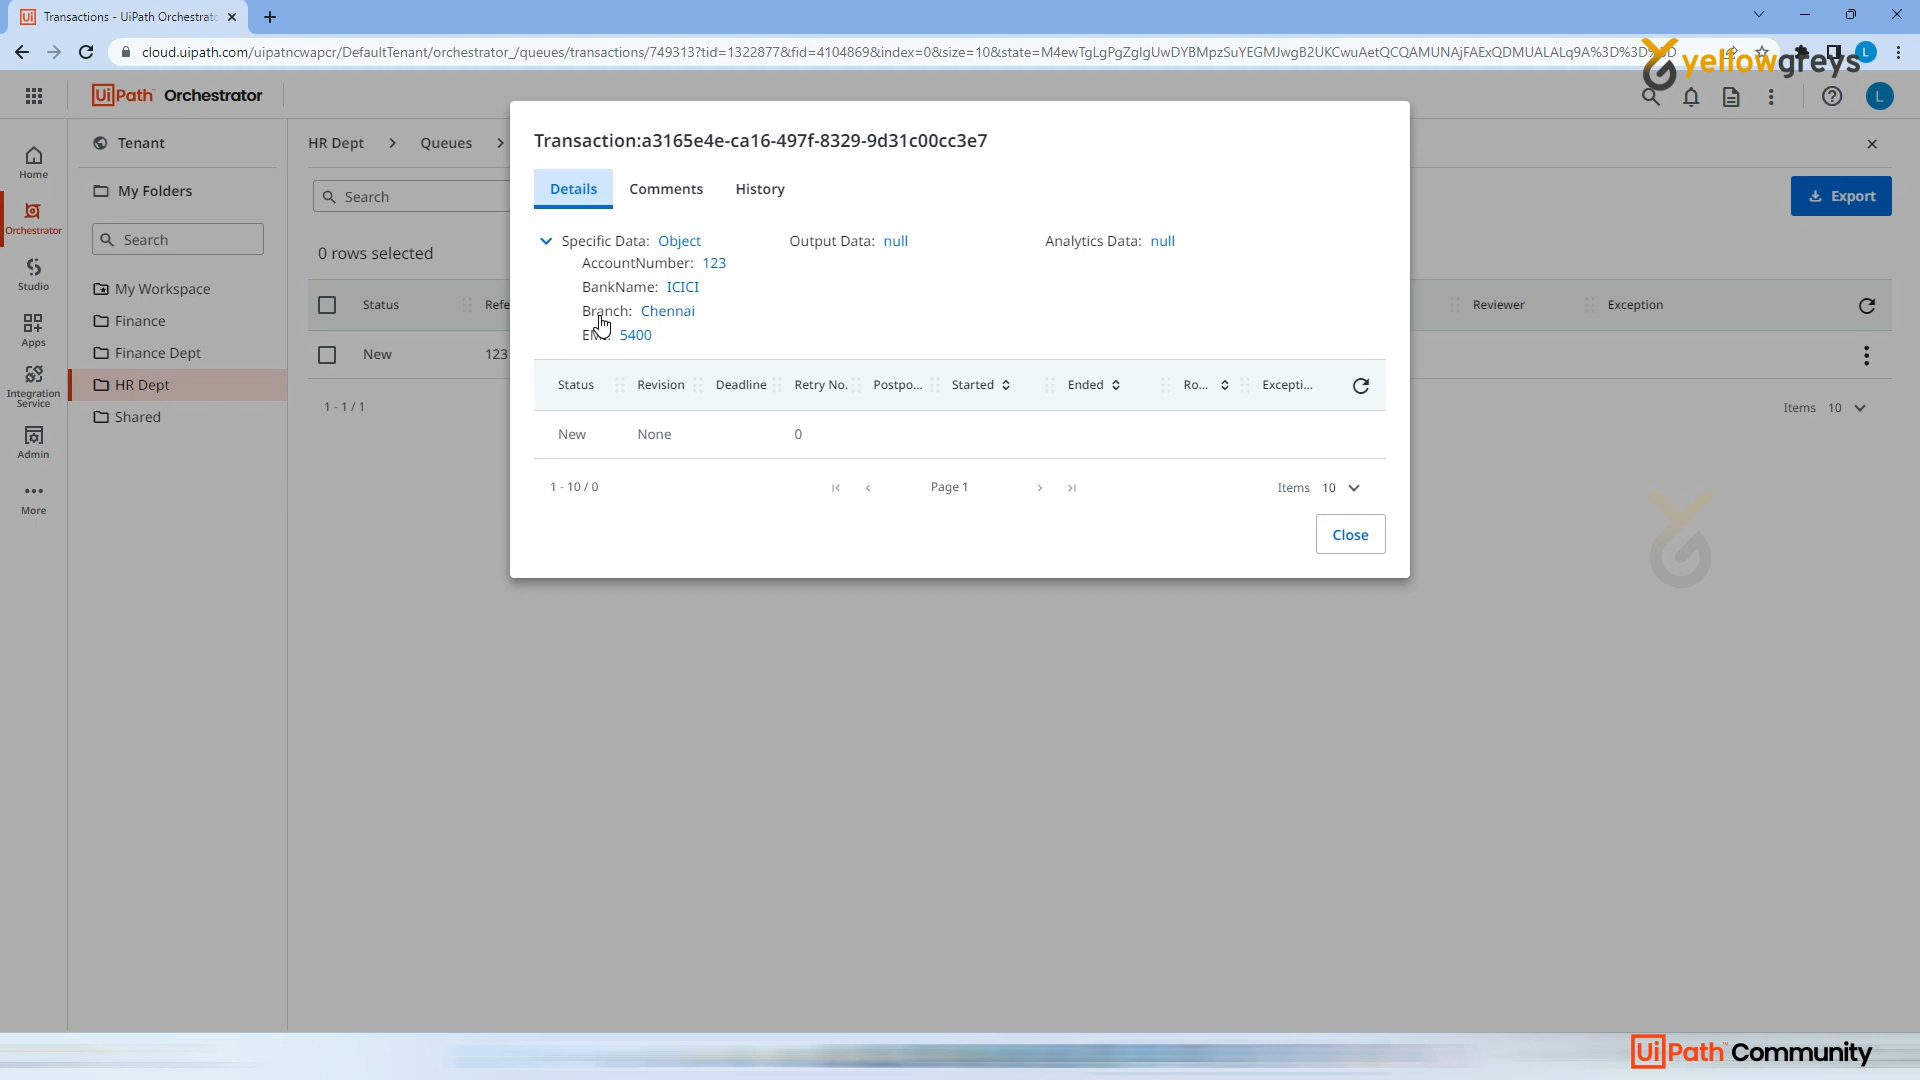 Transactions - UiPath Orchestrato
cloud.uipath.com/uipatncwapcr/DefaultTenant/orchestrator_/queues/transactions/749313?tid=1322877&fid=4104869&index=0&size=10&state=
yellowgreys
L
UiPath Orchestrator
L
Home
Orchestrator
Studio
Apps
Integration
Service
Admin
More
Tenant
My Folders
Search
My Workspace
Finance
Finance Dept
HR Dept
Shared
HR Dept > Queues >
Search
Export
0 rows selected
Status Refe Reviewer Exception
New 123
1 - 1 / 1
Items 10
Transaction:a3165e4e-ca16-497f-8329-9d31c00cc3e7
Details Comments History
Specific Data: Object Output Data: null Analytics Data: null
AccountNumber: 123
BankName: ICICI
Branch: Chennai
5400
Status Revision Deadline Retry No. Postpo... Started Ended Ro... Excepti...
New None 0
1 - 10 / 0 Page 1 Items 10
Close
UiPath Community